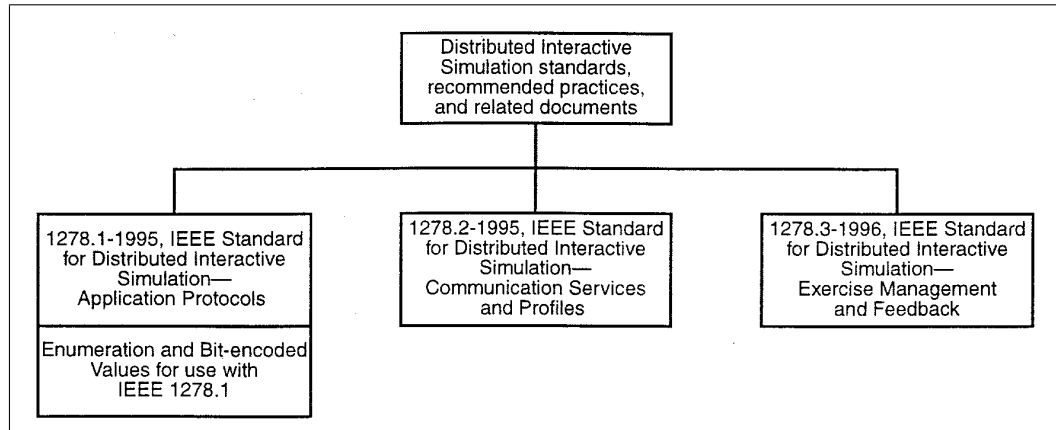 Distributed Interactive
Simulation standards,
recommended practices,
and related documents
1278.1-1995, IEEE Standard
for Distributed Interactive
Simulation—
Application Protocols
Enumeration and Bit-encoded
Values for use with
IEEE 1278.1
1278.2-1995, IEEE Standard
for Distributed Interactive
Simulation—
Communication Services
and Profiles
1278.3-1996, IEEE Standard
for Distributed Interactive
Simulation—
Exercise Management
and Feedback